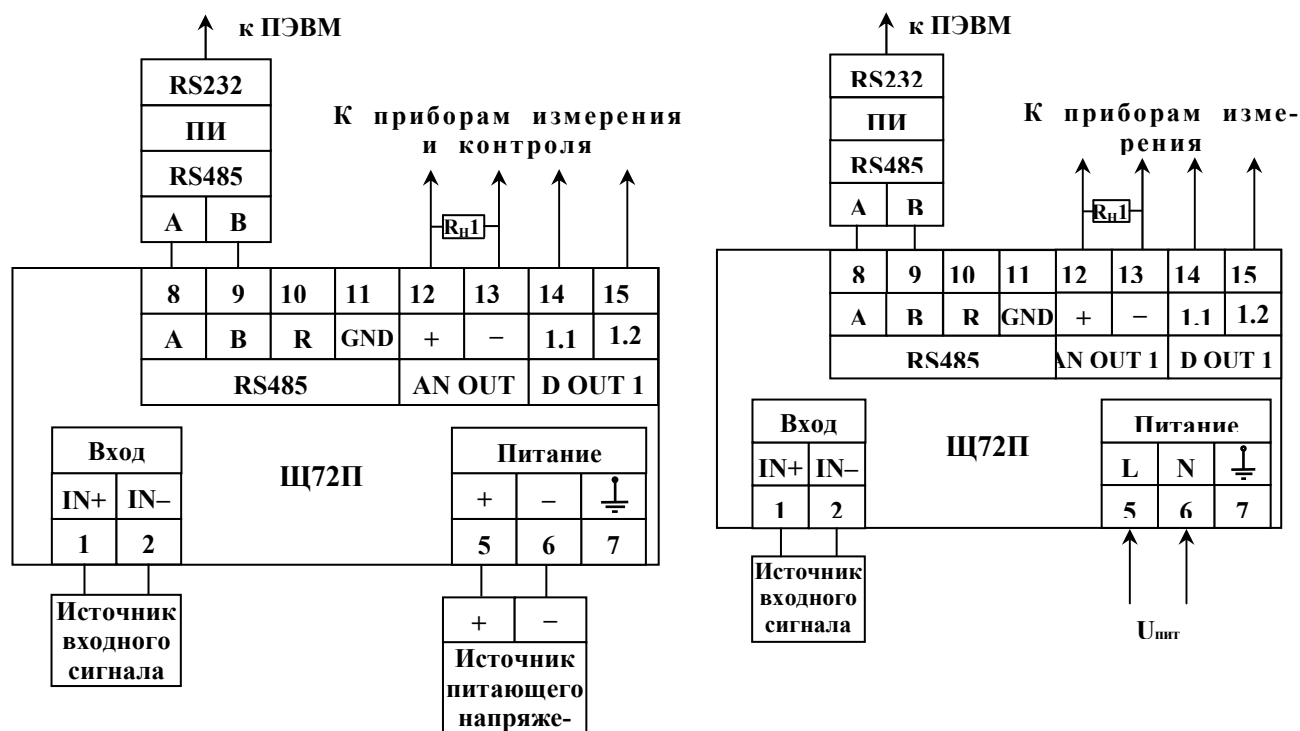 к ПЭВМ
RS232
ПИ
RS485
A B
К приборам измерения
и контроля
RН1
8 9 10 11 12 13 14 15
A B R GND + − 1.1 1.2
RS485 AN OUT D OUT 1
Вход
IN+ IN−
1 2
Щ72П
Питание
+ −
5 6 7
Источник
входного
сигнала
+ −
Источник
питающего
напряже-
к ПЭВМ
RS232
ПИ
RS485
A B
К приборам изме-
рения
RН1
8 9 10 11 12 13 14 15
A B R GND + − 1.1 1.2
RS485 AN OUT 1 D OUT 1
Вход
IN+ IN−
1 2
Щ72П
Питание
L N
5 6 7
Источник
входного
сигнала
Uпит